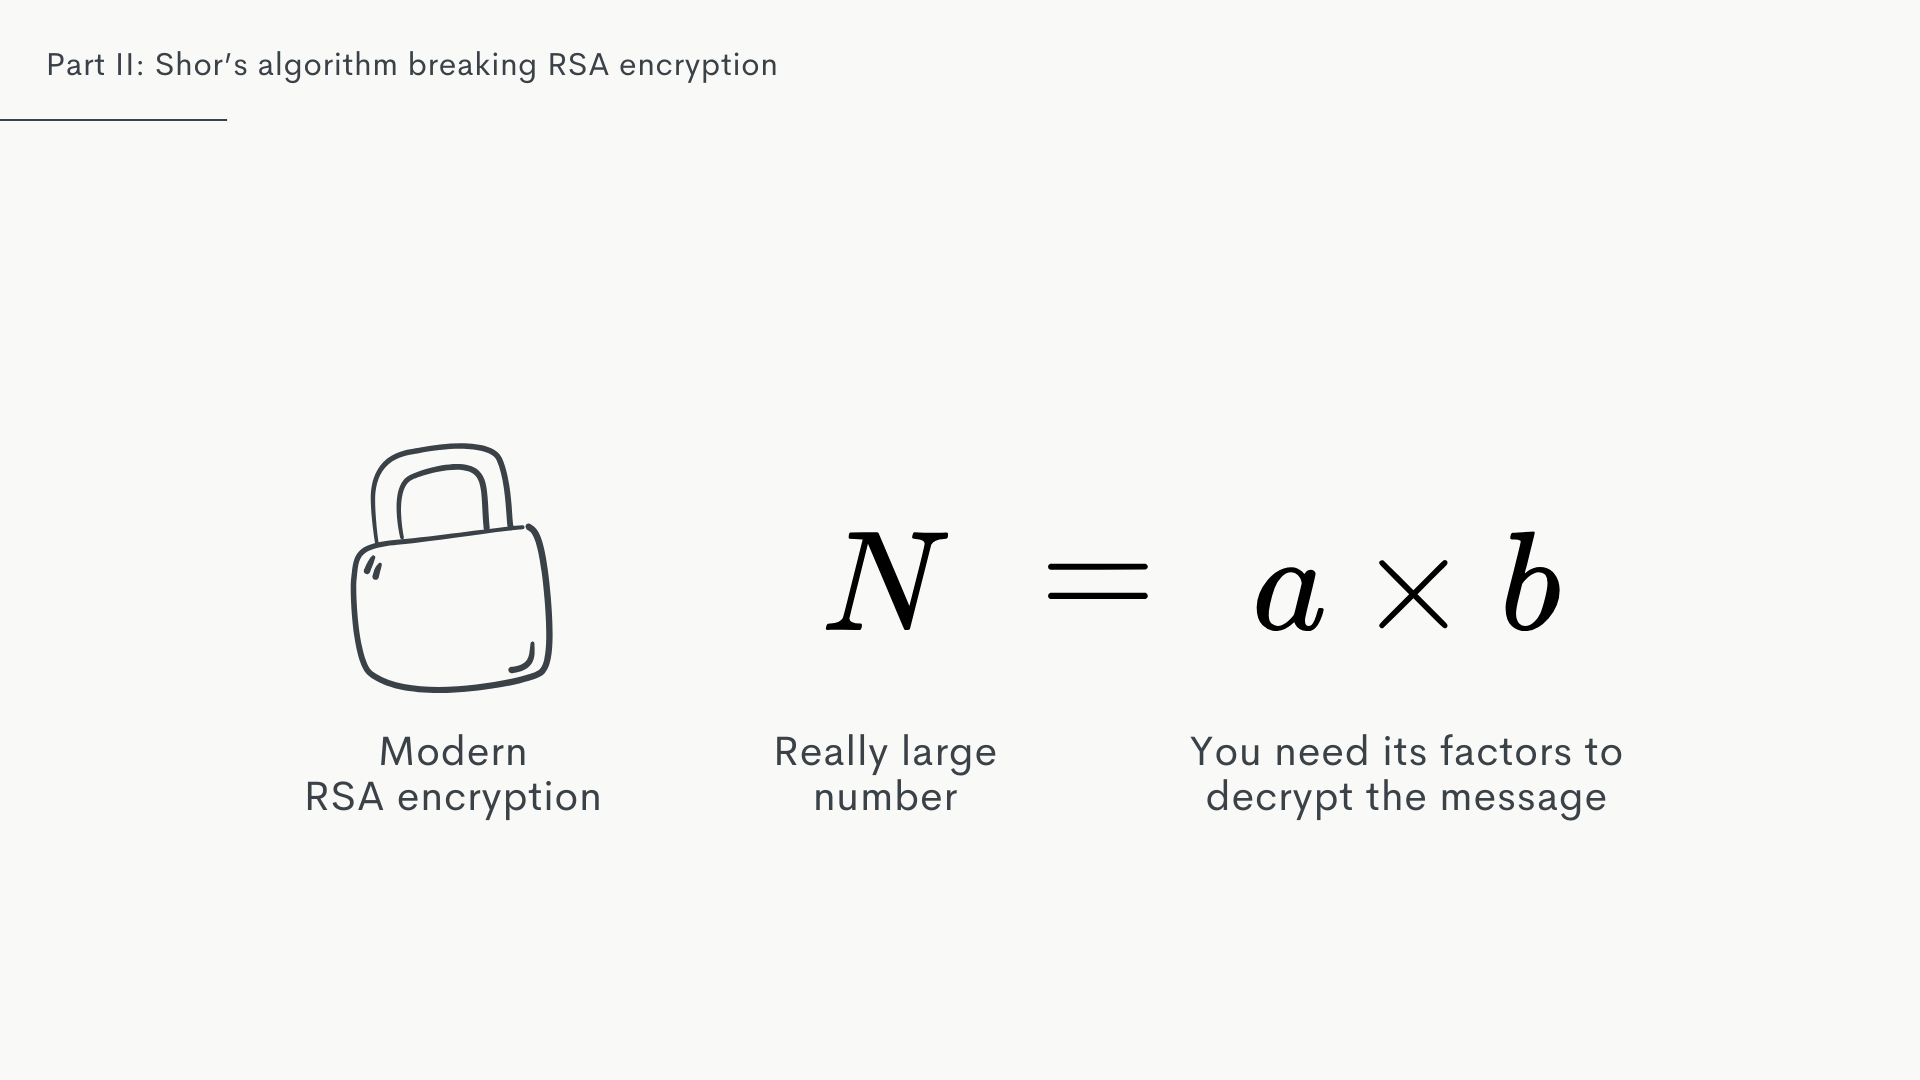 Part II: Shor’s algorithm breaking RSA encryption
N = a × b
Modern
RSA encryption
Really large
number
You need its factors to
decrypt the message